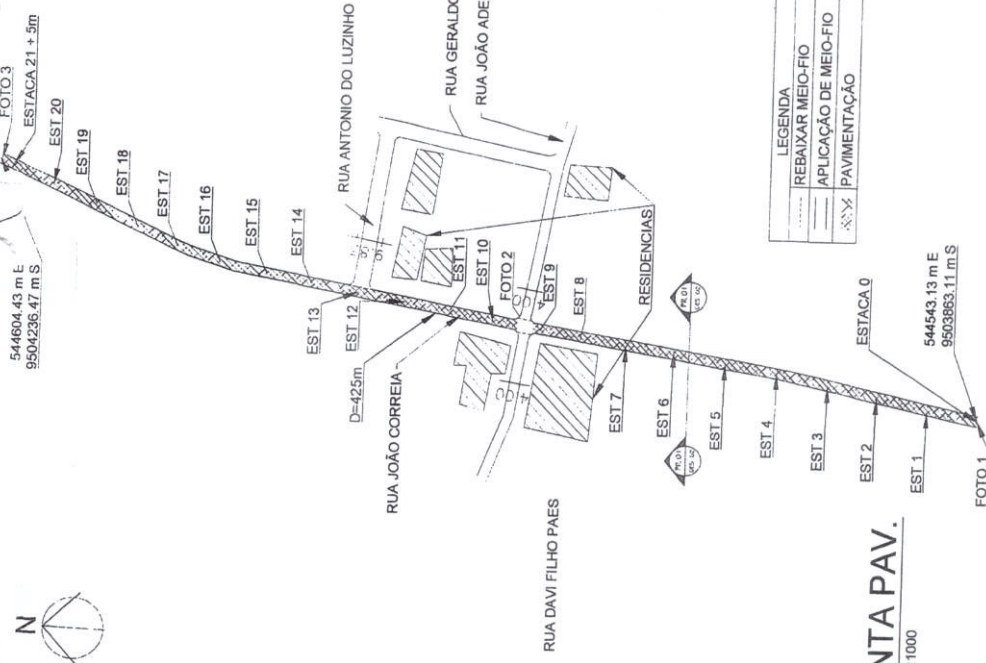 FOTO 3
ESTACA 21 + 5m
EST 20
EST 19
EST 18
EST 17
EST 16
EST 15
EST 14
544604.43 m E
9504236.47 m S
N
RUA ANTONIO DO LUZINHO
RUA GERALDO
RUA JOÃO ADE
EST 13
EST 12
EST 11
EST 10
FOTO 2
EST 9
EST 8
D=425m
RUA JOÃO CORREIA
4,00
4,00
RESIDENCIAS
EST 7
EST 6
EST 5
EST 4
EST 3
EST 2
EST 1
ESTACA 0
544543.13 m E
9503863.11 m S
FOTO 1
RUA DAVI FILHO PAES
LEGENDA
REBAIXAR MEIO-FIO
APLICAÇÃO DE MEIO-FIO
PAVIMENTAÇÃO
NTA PAV.
1000